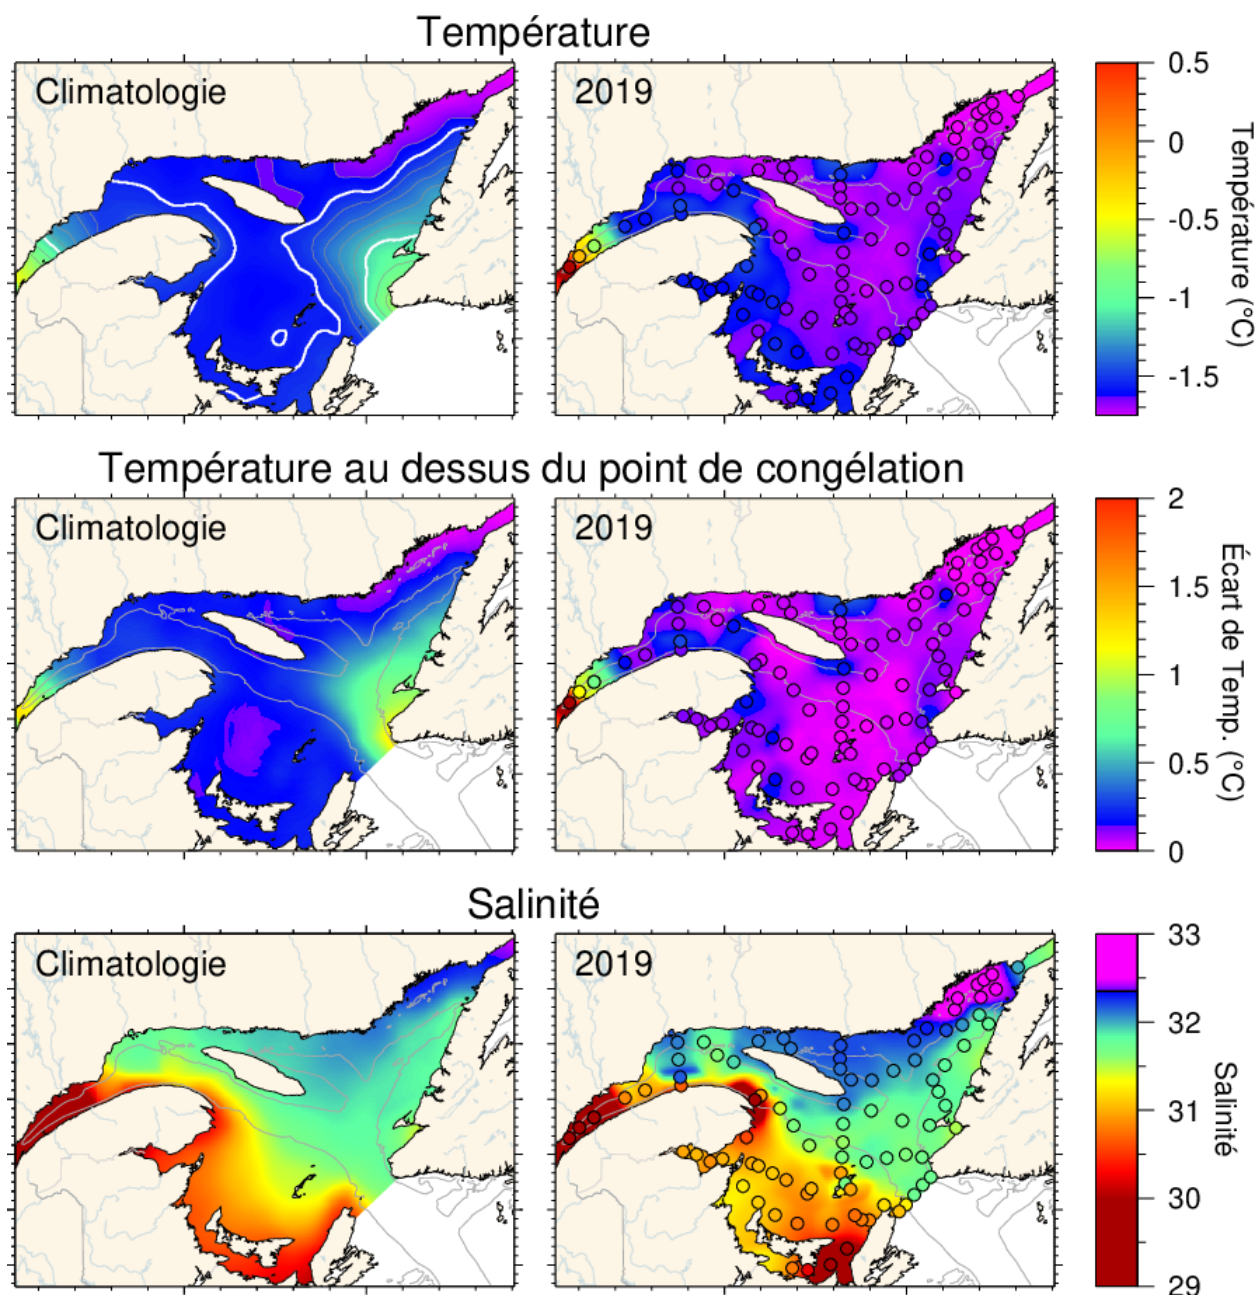 Température
Climatologie
2019
0.5
0
-0.5
-1
-1.5
Température (°C)
Température au dessus du point de congélation
Climatologie
2019
2
1.5
1
0.5
0
Écart de Temp. (°C)
Salinité
Climatologie
2019
33
32
31
30
29
Salinité